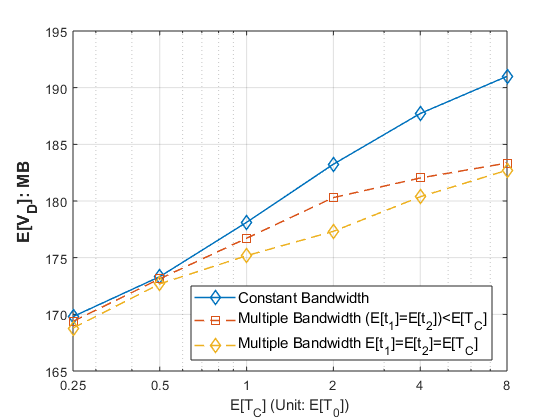 195
190
185
180
175
170
165
E[V_D]: MB
Constant Bandwidth
Multiple Bandwidth (E[t_1]=E[t_2])<E[T_C]
Multiple Bandwidth E[t_1]=E[t_2]=E[T_C]
0.25 0.5 1 2 4 8
E[T_C] (Unit: E[T_0])